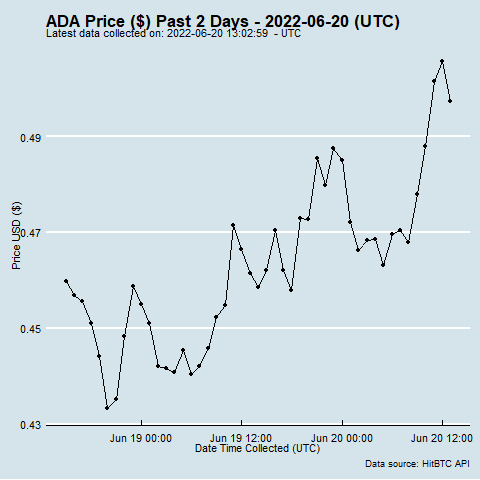 ADA Price ($) Past 2 Days - 2022-06-20 (UTC)
Latest data collected on: 2022-06-20 13:02:59 - UTC
0.49
0.47
0.45
0.43
Price USD ($)
Jun 19 00:00
Jun 19 12:00
Jun 20 00:00
Jun 20 12:00
Date Time Collected (UTC)
Data source: HitBTC API